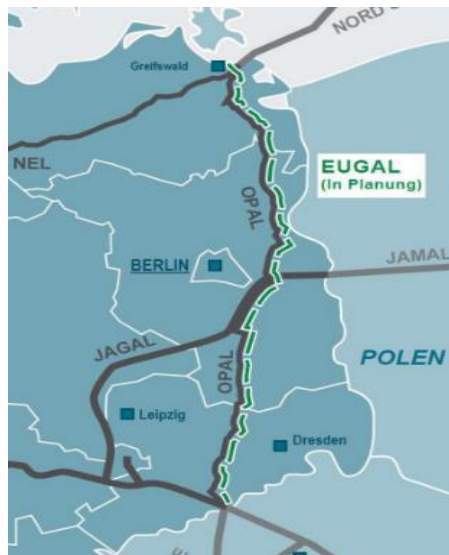 NORD
Greifswald
NEL
EUGAL
(In Planung)
OPAL
BERLIN
JAMAL
JAGAL
OPAL
POLEN
Leipzig
Dresden